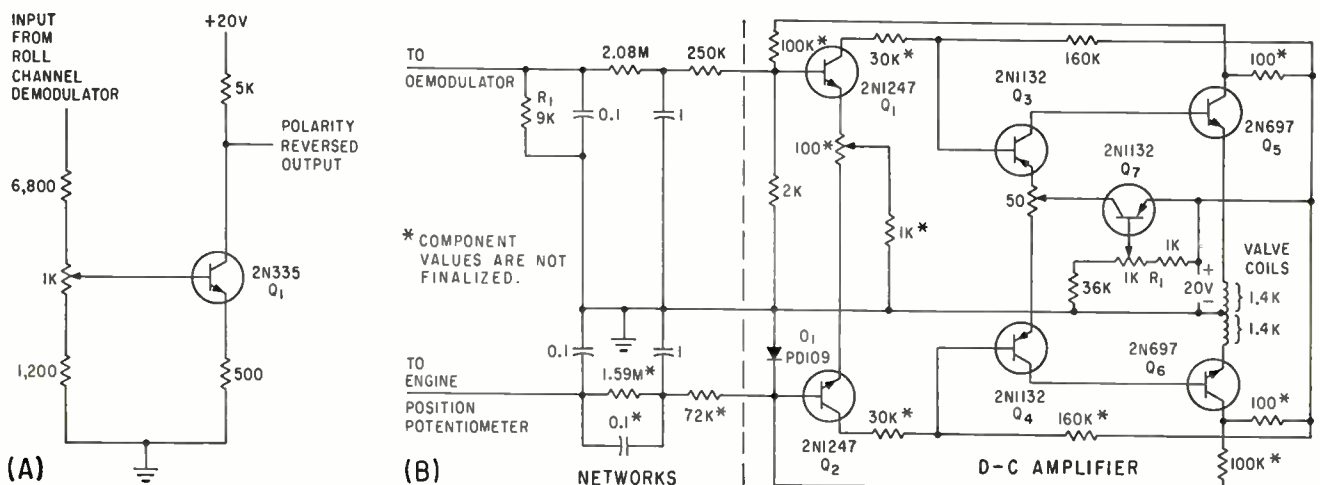 INPUT
FROM
ROLL
CHANNEL
DEMODULATOR
+20V
5K
POLARITY
REVERSED
OUTPUT
6,800
1K
2N335
Q1
1,200
500
(A)
TO
OEMODULATOR
2.08M
250K
R1
9K
0.1
1
* COMPONENT
VALUES ARE NOT
FINALIZED.
0.1
1
TO
ENGINE
POSITION
POTENTIOMETER
1.59M*
72K*
0.1*
(B)
NETWORKS
100K*
30K*
160K
100*
2N1247
Q1
2N1132
Q3
2N697
Q5
100*
2N1132
Q7
50
2K
1K*
1K
1K
R1
36K
+
20V
-
VALVE
COILS
1.4K
1.4K
O1
PD109
2N697
Q6
2N1132
Q4
2N1247
Q2
30K*
160K*
100*
100K*
D-C AMPLIFIER